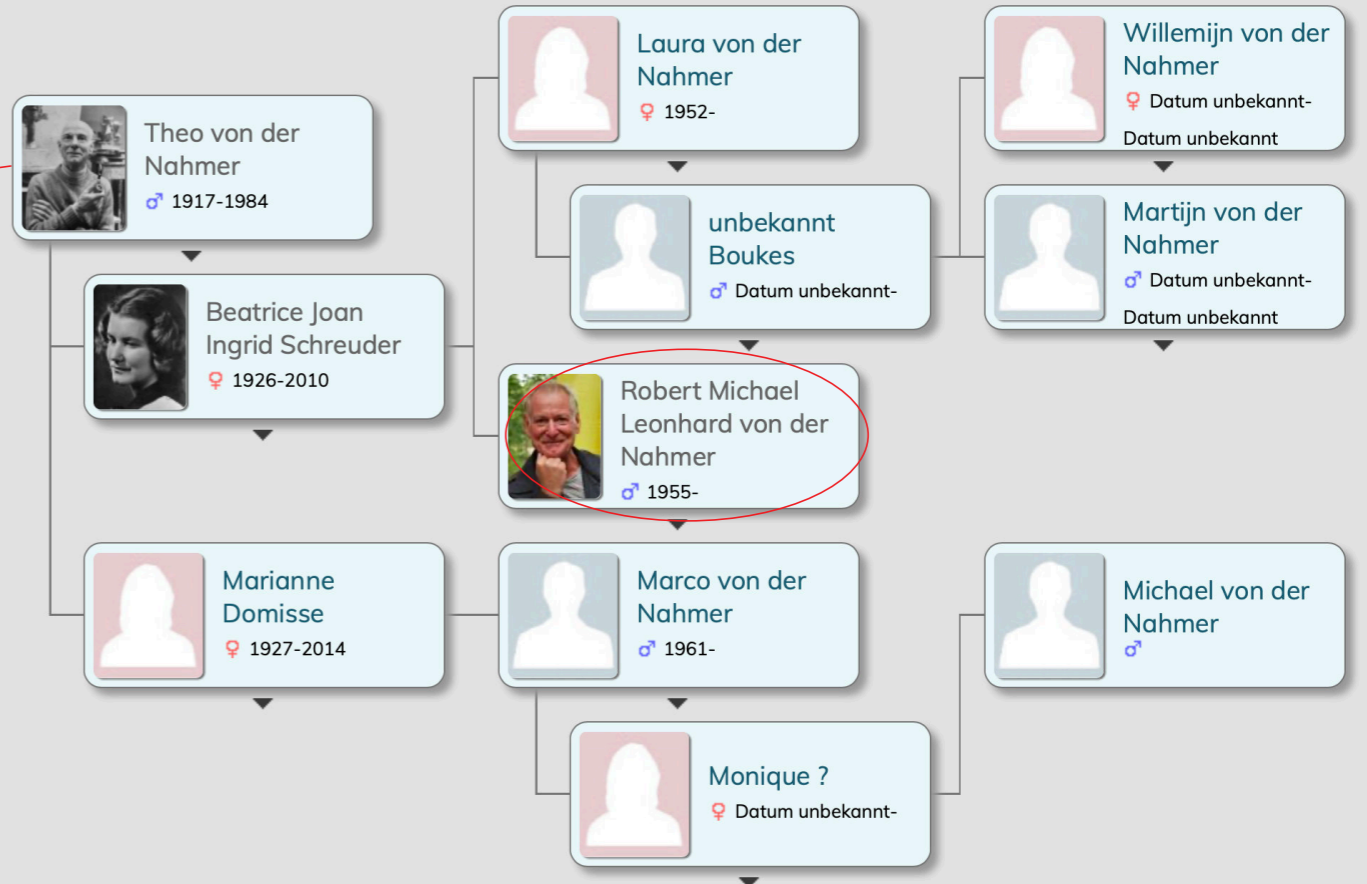 Theo von der
Nahmer
♂ 1917-1984
Beatrice Joan
Ingrid Schreuder
♀ 1926-2010
Marianne
Domisse
♀ 1927-2014
Laura von der
Nahmer
♀ 1952-
unbekannt
Boukes
♂ Datum unbekannt-
Robert Michael
Leonhard von der
Nahmer
♂ 1955-
Marco von der
Nahmer
♂ 1961-
Monique ?
♀ Datum unbekannt-
Willemijn von der
Nahmer
♀ Datum unbekannt-
Datum unbekannt
Martijn von der
Nahmer
♂ Datum unbekannt-
Datum unbekannt
Michael von der
Nahmer
♂